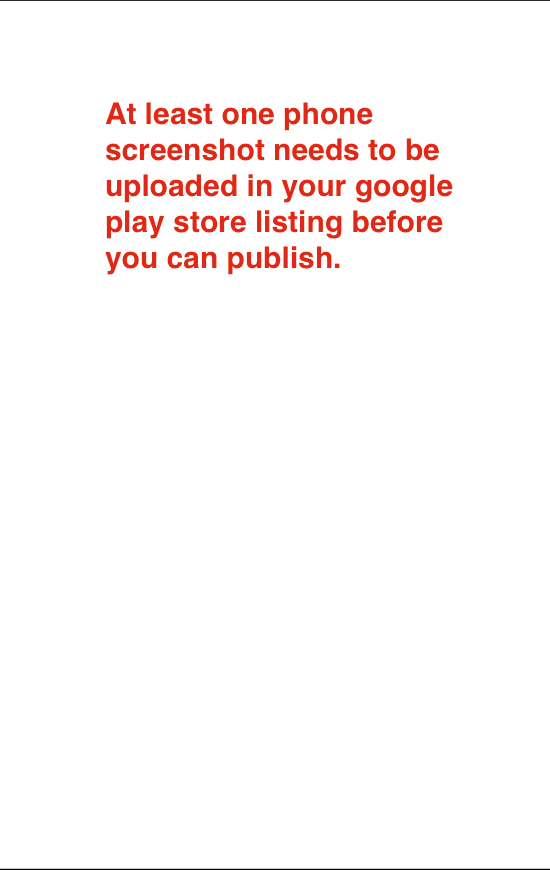 At least one phone
screenshot needs to be
uploaded in your google
play store listing before
you can publish.